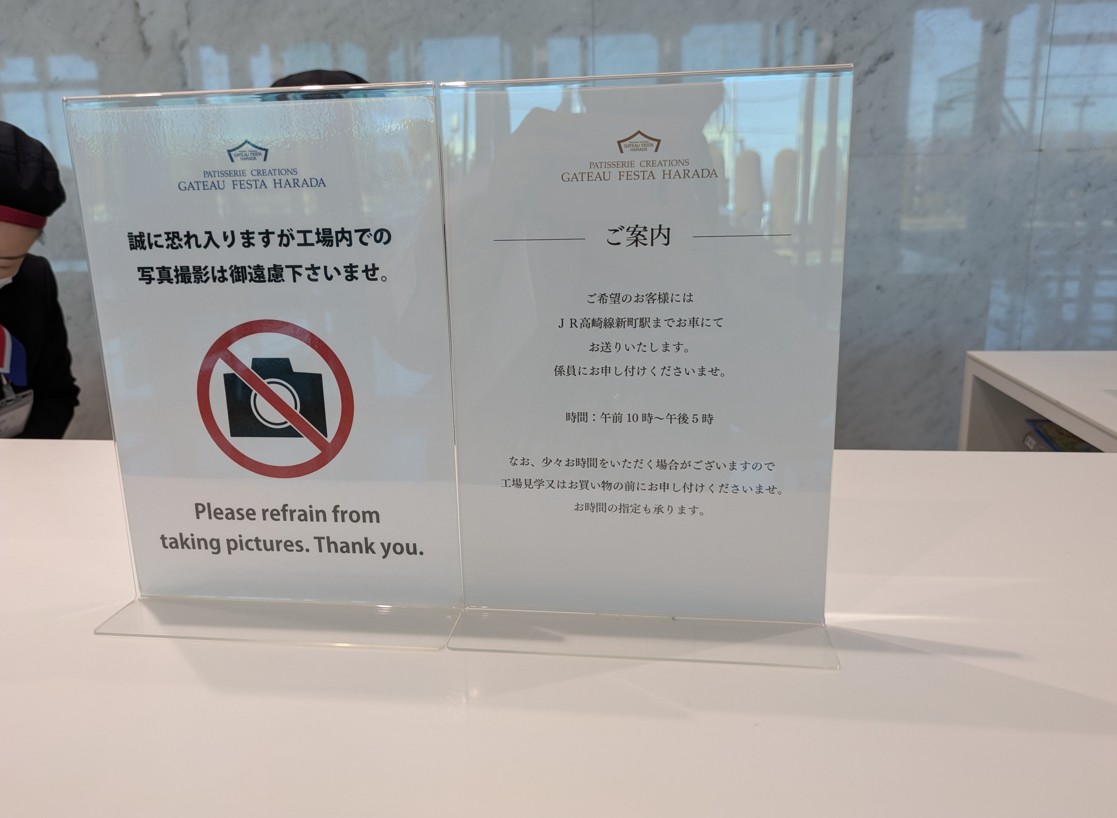 GATEAU FESTA
HARADA
PATISSERIE CREATIONS
GATEAU FESTA HARADA
誠に恐れ入りますが工場内での
写真撮影は御遠慮下さいませ。
Please refrain from
taking pictures. Thank you.
GATEAU FESTA
HARADA
PATISSERIE CREATIONS
GATEAU FESTA HARADA
ご案内
ご希望のお客様には
ＪＲ高崎線新町駅までお車にて
お送りいたします。
係員にお申し付けくださいませ。
時間：午前10時～午後5時
なお、少々お時間をいただく場合がございますので
工場見学又はお買い物の前にお申し付けくださいませ。
お時間の指定も承ります。